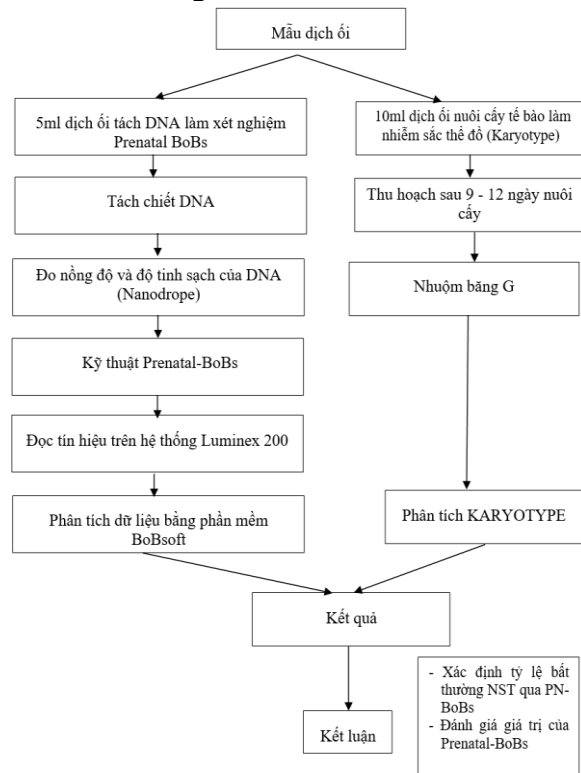 Mẫu dịch ối
5ml dịch ối tách DNA làm xét nghiệm
Prenatal BoBs
Tách chiết DNA
Đo nồng độ và độ tinh sạch của DNA
(Nanodrope)
Kỹ thuật Prenatal-BoBs
Đọc tín hiệu trên hệ thống Luminex 200
Phân tích dữ liệu bằng phần mềm
BoBsoft
10ml dịch ối nuôi cấy tế bào làm
nhiễm sắc thể đồ (Karyotype)
Thu hoạch sau 9 - 12 ngày nuôi
cấy
Nhuộm băng G
Phân tích KARYOTYPE
Kết quả
Kết luận
- Xác định tỷ lệ bất
thường NST qua PN-
BoBs
- Đánh giá giá trị của
Prenatal-BoBs